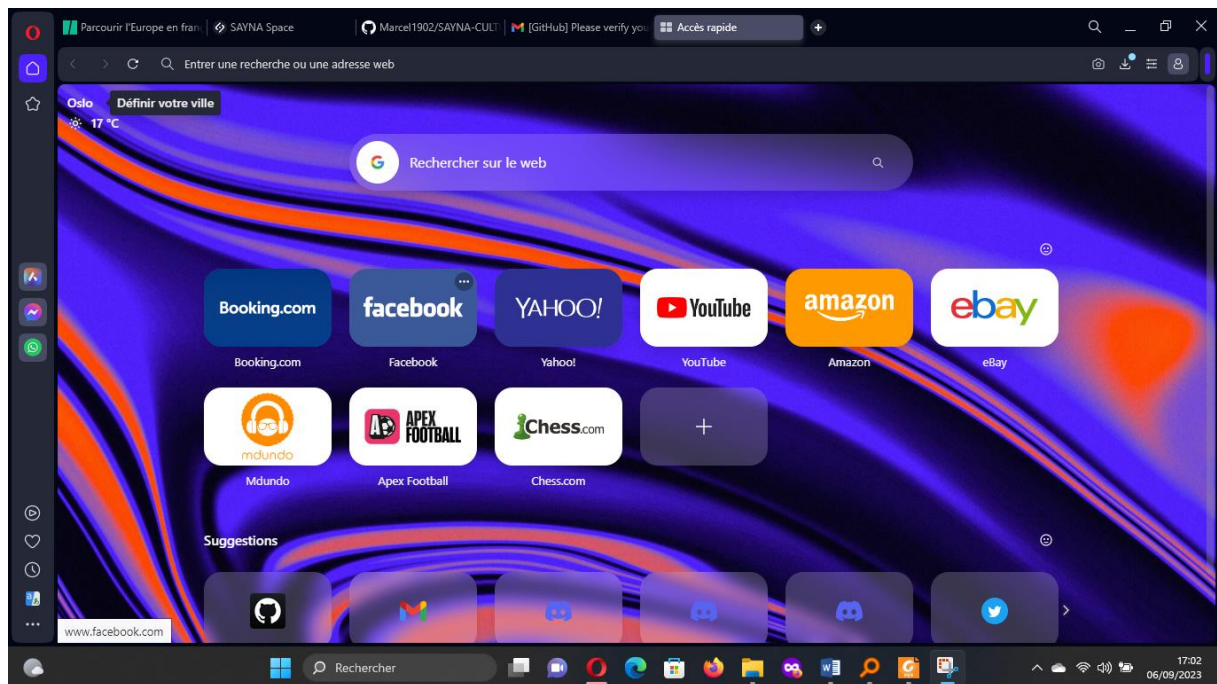 Parcourir l'Europe en fran
SAYNA Space
Marcel1902/SAYNA-CULT
[GitHub] Please verify you
Accès rapide
Entrer une recherche ou une adresse web
Oslo
Définir votre ville
17 °C
Rechercher sur le web
Booking.com
facebook
YAHOO!
YouTube
amazon
ebay
Booking.com
Facebook
Yahoo!
YouTube
Amazon
eBay
mdundo
APEX
FOOTBALL
Chess.com
Mdundo
Apex Football
Chess.com
Suggestions
www.facebook.com
Rechercher
17:02
06/09/2023